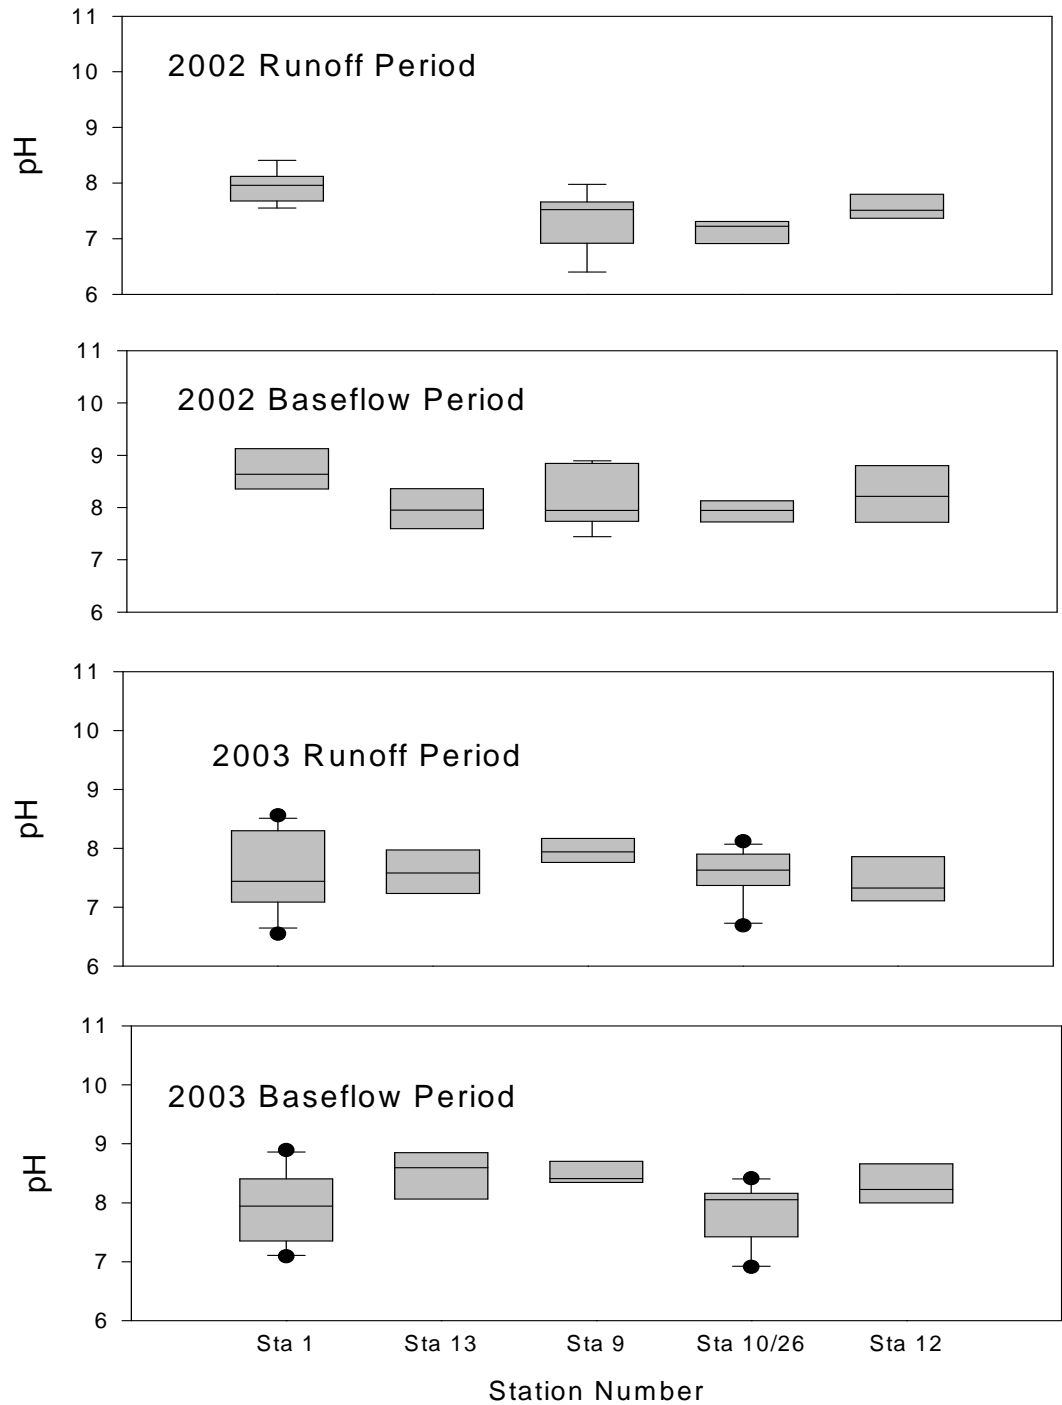 11
2002 Runoff Period
10
9
pH
8
7
6
11
2002 Baseflow Period
10
9
8
7
6
11
10
2003 Runoff Period
9
pH
8
7
6
11
10
2003 Baseflow Period
9
pH
8
7
6
Sta 1 Sta 13 Sta 9 Sta 10/26 Sta 12
Station Number